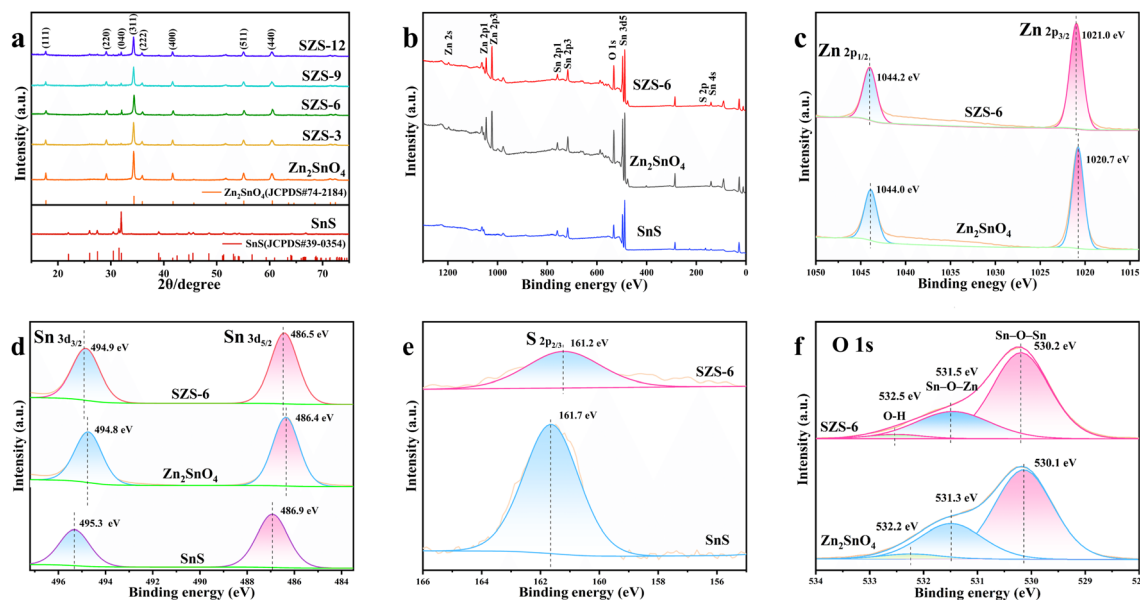 a
(111)
(220)
(040)
(311)
(222)
(400)
(511)
(440)
SZS-12
SZS-9
SZS-6
SZS-3
Zn₂SnO₄
Zn₂SnO₄(JCPDS#74-2184)
SnS
SnS(JCPDS#39-0354)
Intensity (a.u.)
20 30 40 50 60 70
2θ/degree
b
Zn 2s
Zn 2p1
Zn 2p3
Sn 2p1
Sn 2p3
O 1s
Sn 3d5
S 2p
Sn 4s
SZS-6
Zn₂SnO₄
SnS
Intensity (a.u.)
1200 1000 800 600 400 200 0
Binding energy (eV)
c
Zn 2p₁/₂
Zn 2p₃/₂
1044.2 eV
1021.0 eV
SZS-6
1044.0 eV
1020.7 eV
Zn₂SnO₄
Intensity (a.u.)
1050 1045 1040 1035 1030 1025 1020 1015
Binding eneygy (eV)
d
Sn 3d₃/₂
Sn 3d₅/₂
494.9 eV
486.5 eV
SZS-6
494.8 eV
486.4 eV
Zn₂SnO₄
495.3 eV
486.9 eV
SnS
Intensity (a.u.)
496 494 492 490 488 486 484
Binding energy (eV)
e
S 2p₂/₃
161.2 eV
SZS-6
161.7 eV
SnS
Intensity (a.u.)
166 164 162 160 158 156
Binding energy (eV)
f
O 1s
Sn–O–Sn
530.2 eV
531.5 eV
Sn–O–Zn
532.5 eV
O-H
SZS-6
530.1 eV
531.3 eV
532.2 eV
Zn₂SnO₄
Intensity (a.u.)
534 533 532 531 530 529 52
Binding energy (eV)